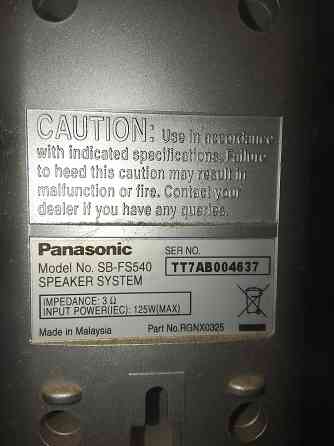 CAUTION: Use in accordance
with indicated specifications. Failure
to heed this caution may result in
malfunction or fire. Contact your
dealer if you have any queries.
Panasonic
SER NO.
Model No. SB-FS540
TT7AB004637
SPEAKER SYSTEM
IMPEDANCE: 3 Ω
INPUT POWER(IEC): 125W(MAX)
Made in Malaysia
Part No.RGNX0325